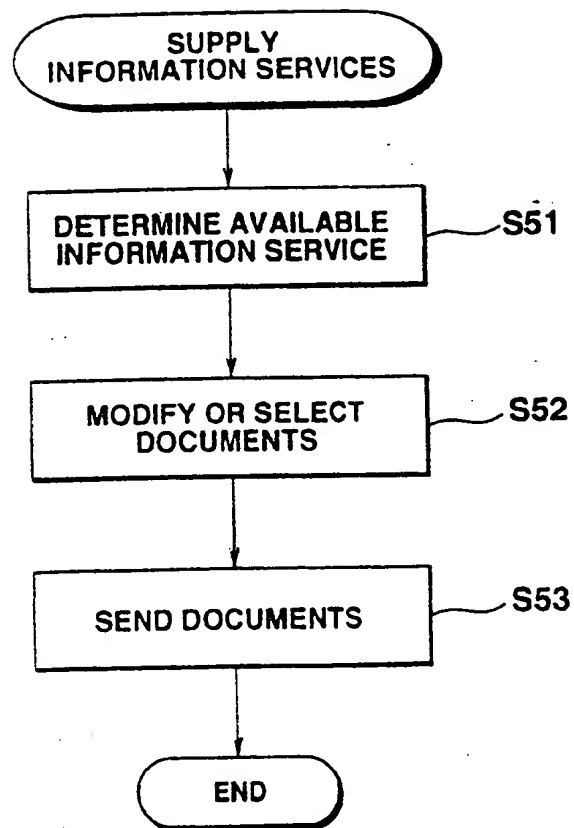 SUPPLY
INFORMATION SERVICES
DETERMINE AVAILABLE
INFORMATION SERVICE
S51
MODIFY OR SELECT
DOCUMENTS
S52
SEND DOCUMENTS
S53
END